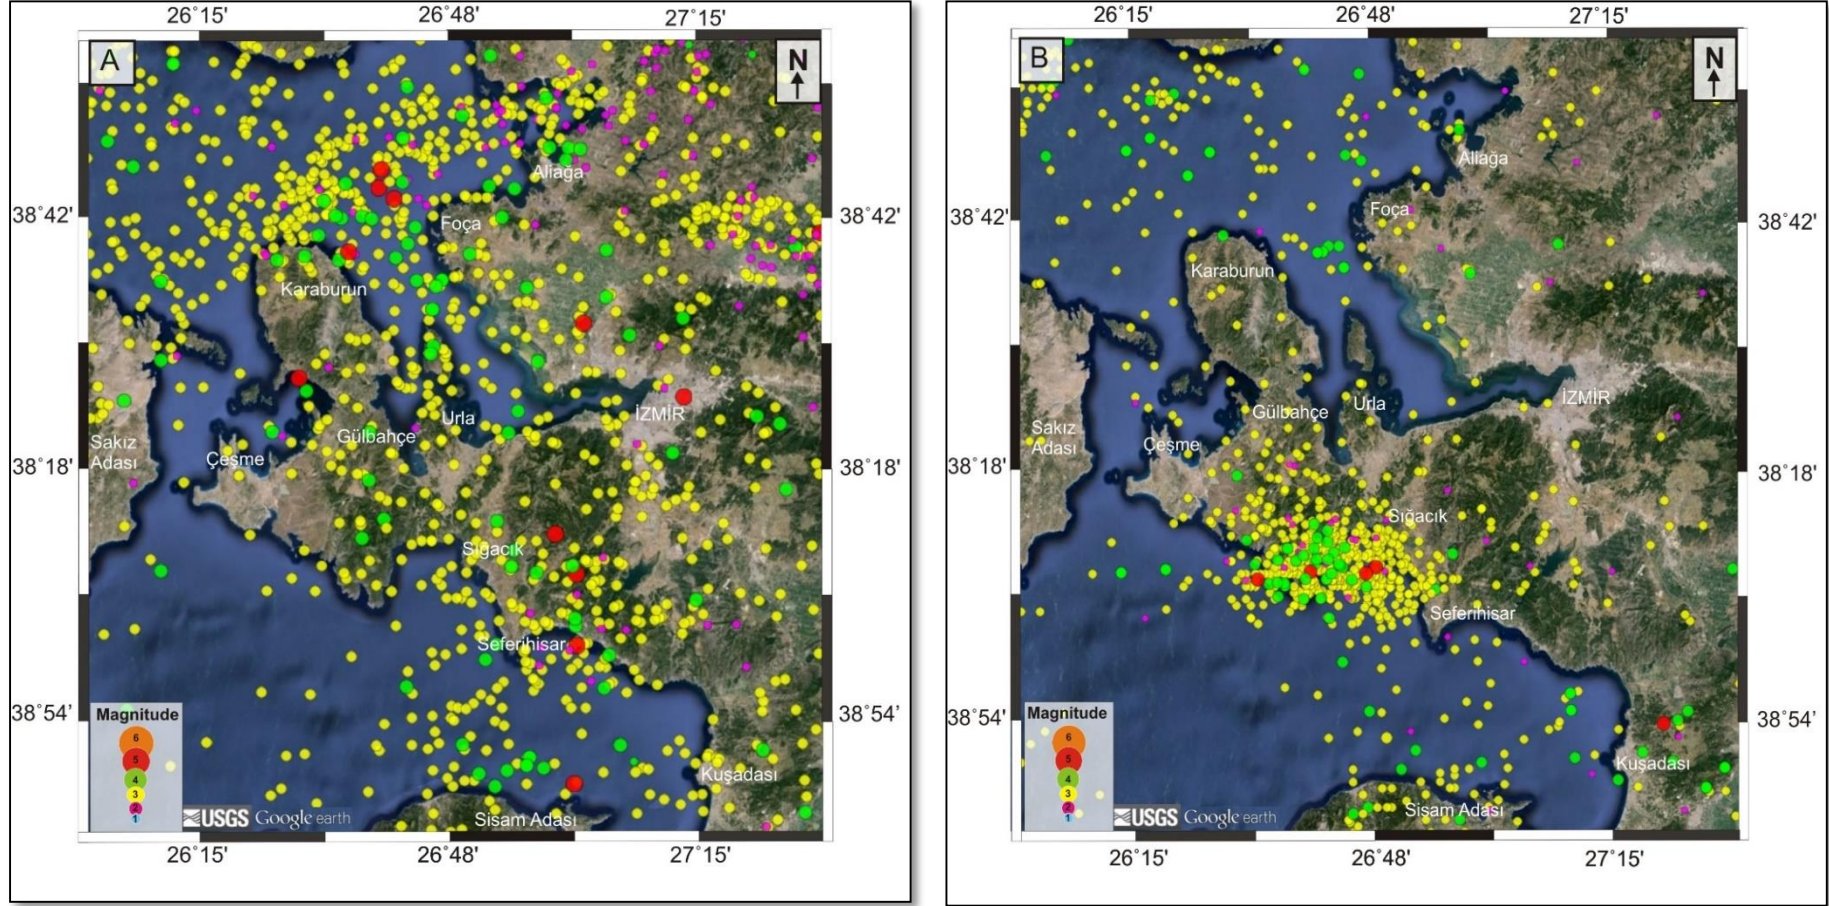 26°15' 26°48' 27°15'
A
N
Aliağa
38°42' 38°42'
Foça
Karaburun
İZMİR
Urla
Gülbahçe
Sakız
Adası
Çeşme
38°18' 38°18'
Sığacık
Seferihisar
38°54' 38°54'
Magnitude
6
5
4
3
2
1
Kuşadası
USGS Google earth
Sisam Adası
26°15' 26°48' 27°15'
26°15' 26°48' 27°15'
B
N
Aliağa
38°42' 38°42'
Foça
Karaburun
İZMİR
Urla
Gülbahçe
Sakız
Adası
Çeşme
38°18' 38°18'
Sığacık
Seferihisar
38°54' 38°54'
Magnitude
6
5
4
3
2
1
Kuşadası
Sisam Adası
USGS Google earth
26°15' 26°48' 27°15'